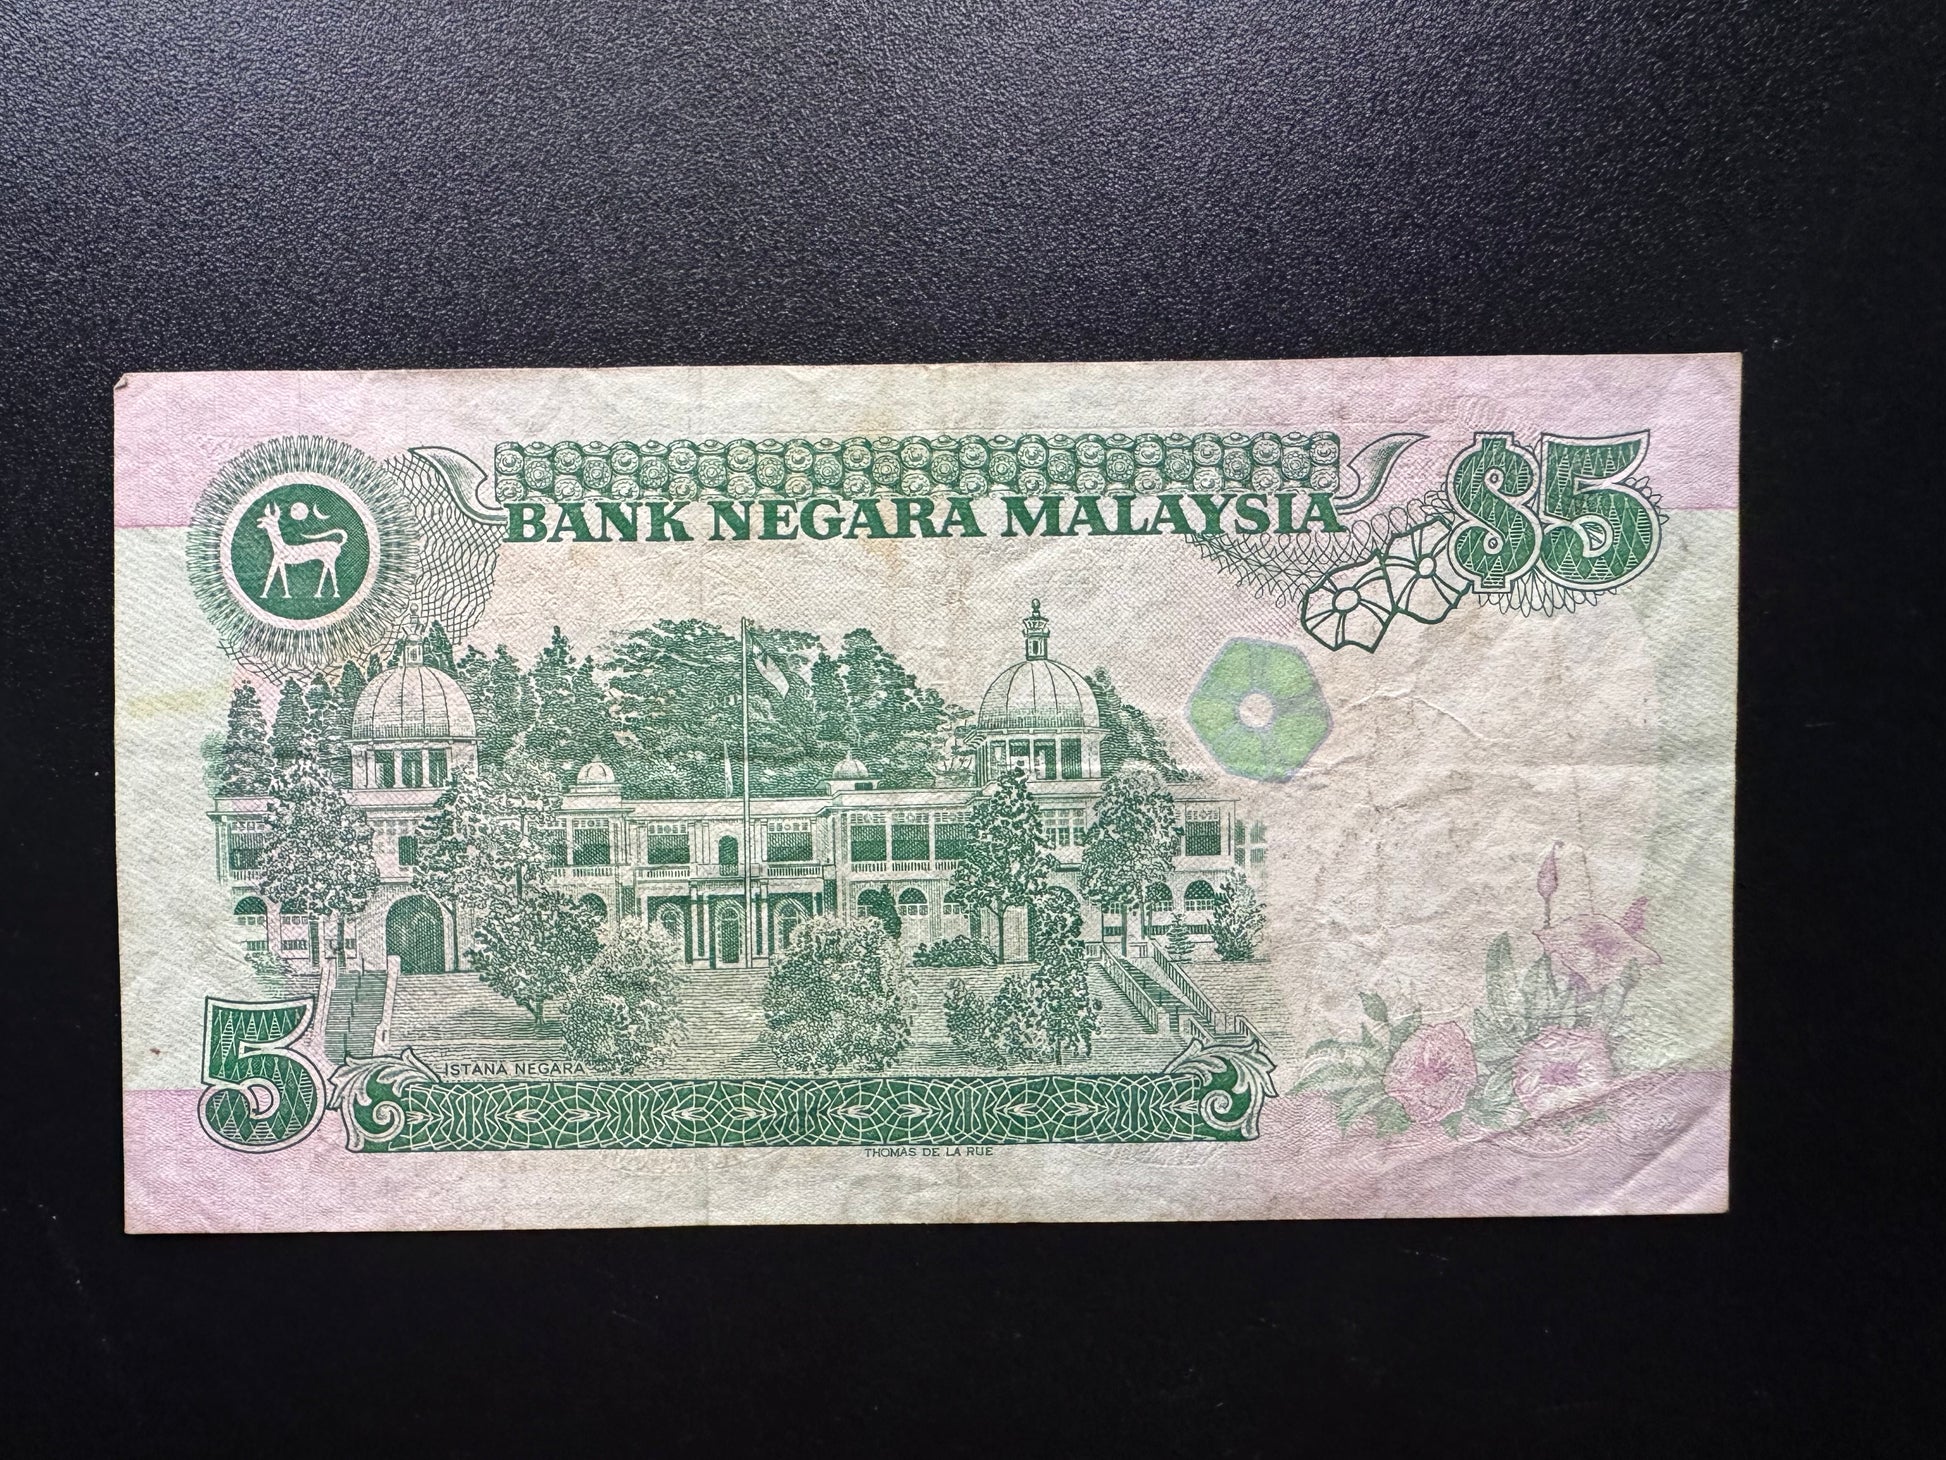 BANK NEGARA MALAYSIA
$5
5
ISTANA NEGARA
THOMAS DE LA RUE